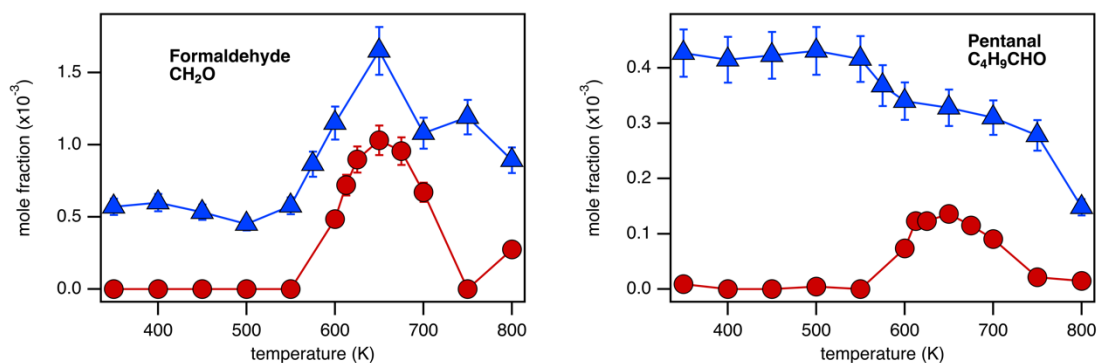 Formaldehyde
CH₂O
1.5
1.0
0.5
0.0
mole fraction (x10⁻³)
400 500 600 700 800
temperature (K)
Pentanal
C₄H₉CHO
0.4
0.3
0.2
0.1
0.0
mole fraction (x10⁻³)
400 500 600 700 800
temperature (K)